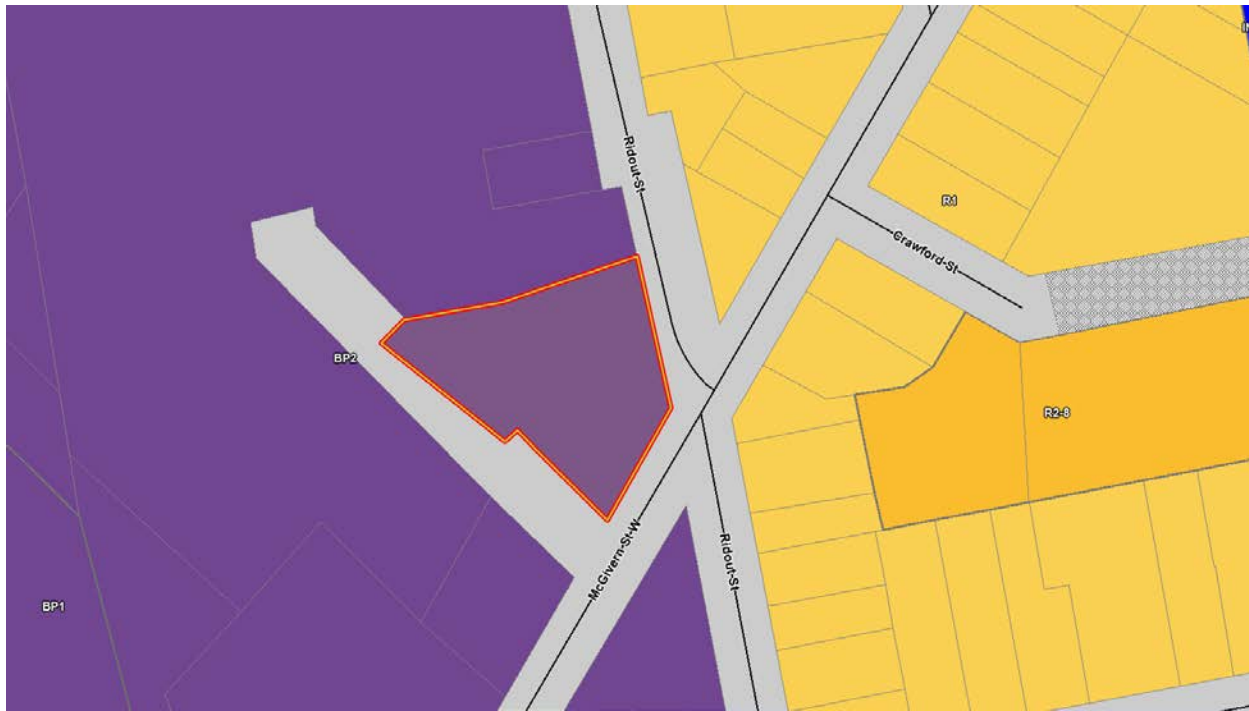 Ridout-St
R1
Crawford-St
BP2
R2-8
McGivern-St-W
Ridout-St
BP1